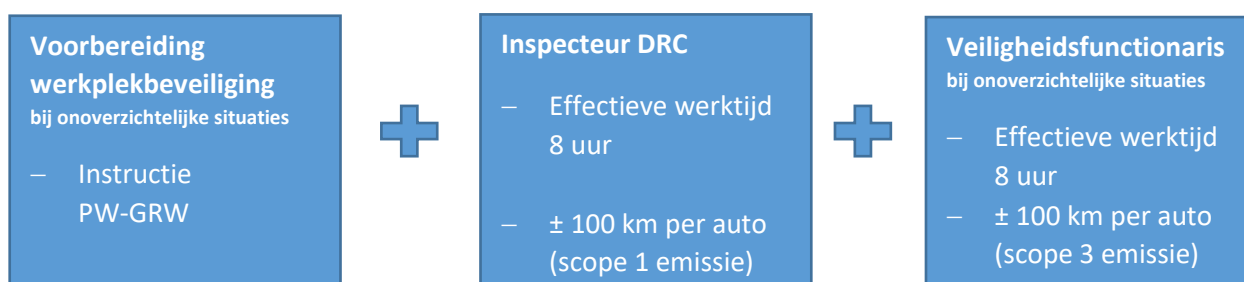 Voorbereiding
werkplekbeveiliging
bij onoverzichtelijke situaties
– Instructie
PW-GRW
Inspecteur DRC
– Effectieve werktijd
8 uur
– ± 100 km per auto
(scope 1 emissie)
Veiligheidsfunctionaris
bij onoverzichtelijke situaties
– Effectieve werktijd
8 uur
– ± 100 km per auto
(scope 3 emissie)